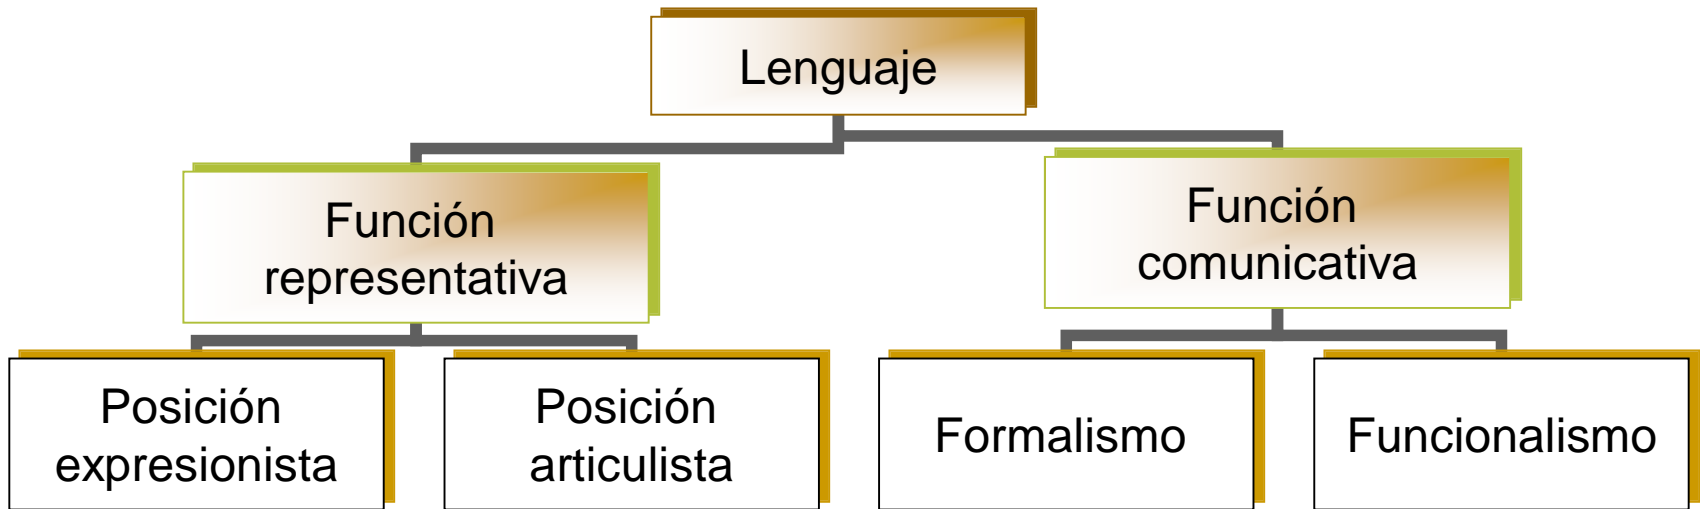 Lenguaje
Función
representativa
Función
comunicativa
Posición
expresionista
Posición
articulista
Formalismo
Funcionalismo